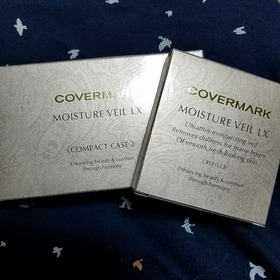 COVERMARK
MOISTURE VEIL LX
〈COMPACT CASE〉
Enhancing beauty & comfort
through harmony
COVERMARK
MOISTURE VEIL LX
Ultrathin moisturizing veil
Removes dullness for many hours
Of smooth, fresh-looking skin
〈REFILL〉
Enhancing beauty & comfort
through harmony